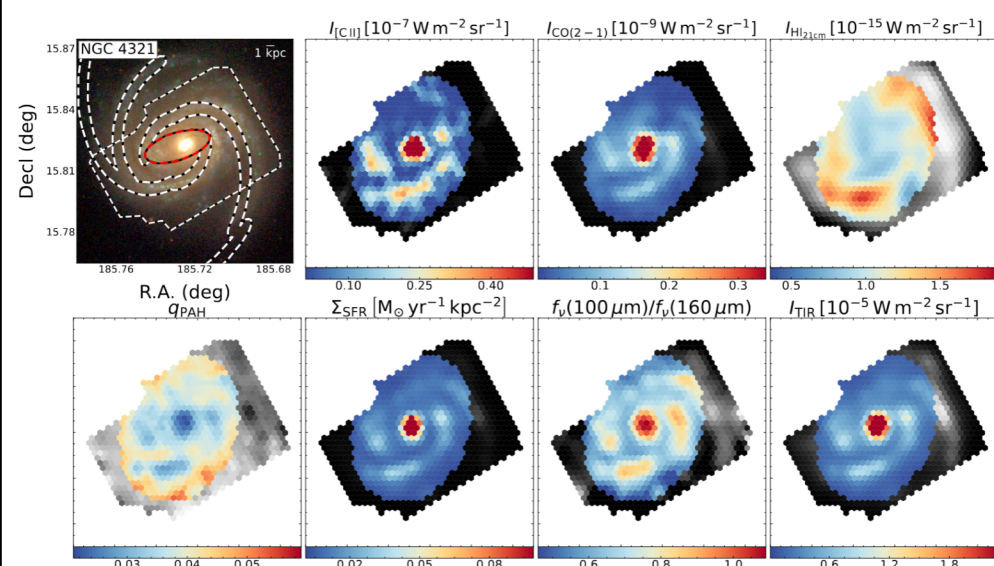 I[CII] [10−7 W m−2 sr−1] ICO(2−1) [10−9 W m−2 sr−1] IHI21cm [10−15 W m−2 sr−1]
NGC 4321
1 kpc
15.87
15.84
15.81
15.78
Decl (deg)
185.76 185.72 185.68
R.A. (deg)
0.10 0.25 0.40
0.1 0.2 0.3
0.5 1.0 1.5
qPAH ΣSFR [M⊙ yr−1 kpc−2] fν(100 μm)/fν(160 μm) ITIR [10−5 W m−2 sr−1]
0.03 0.04 0.05
0.02 0.05 0.08
0.6 0.8 1.0
0.6 1.2 1.8